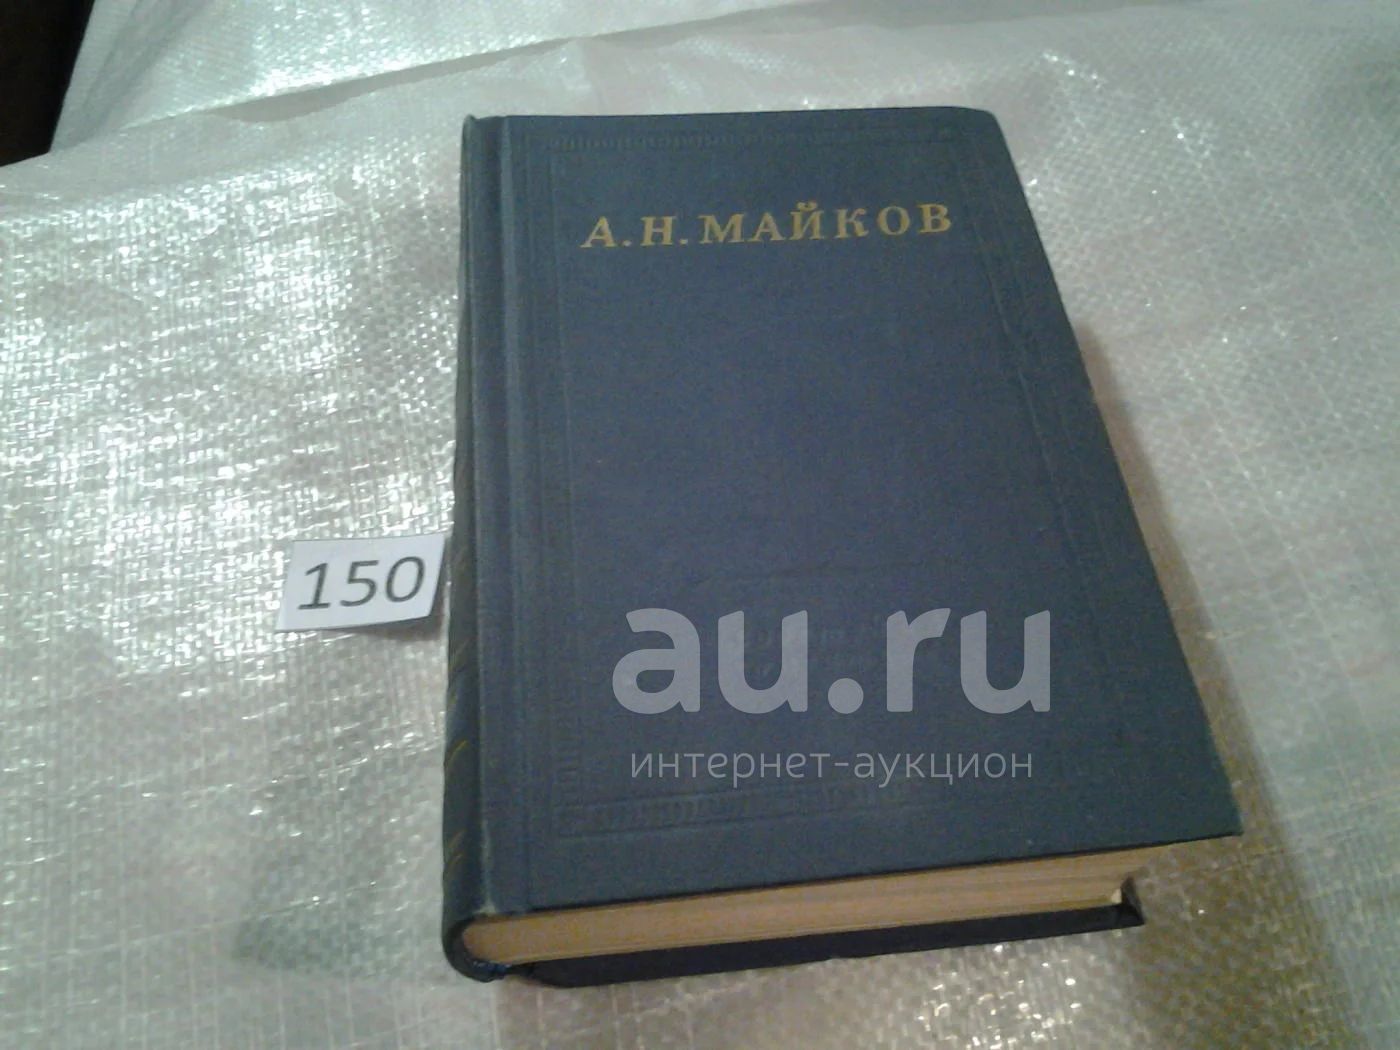 А. Н. МАЙКОВ
150
au.ru
интернет-аукцион